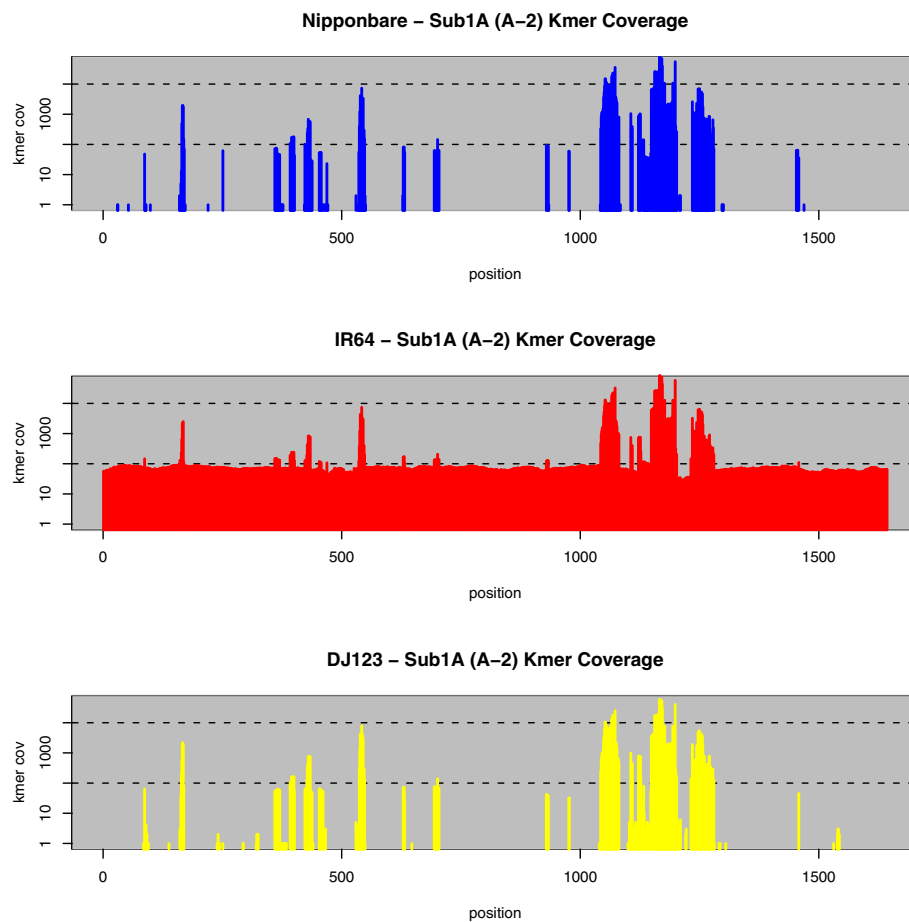 Nipponbare − Sub1A (A−2) Kmer Coverage
kmer cov
1000
10
1
0 500 1000 1500
position
IR64 − Sub1A (A−2) Kmer Coverage
kmer cov
1000
10
1
0 500 1000 1500
position
DJ123 − Sub1A (A−2) Kmer Coverage
kmer cov
1000
10
1
0 500 1000 1500
position